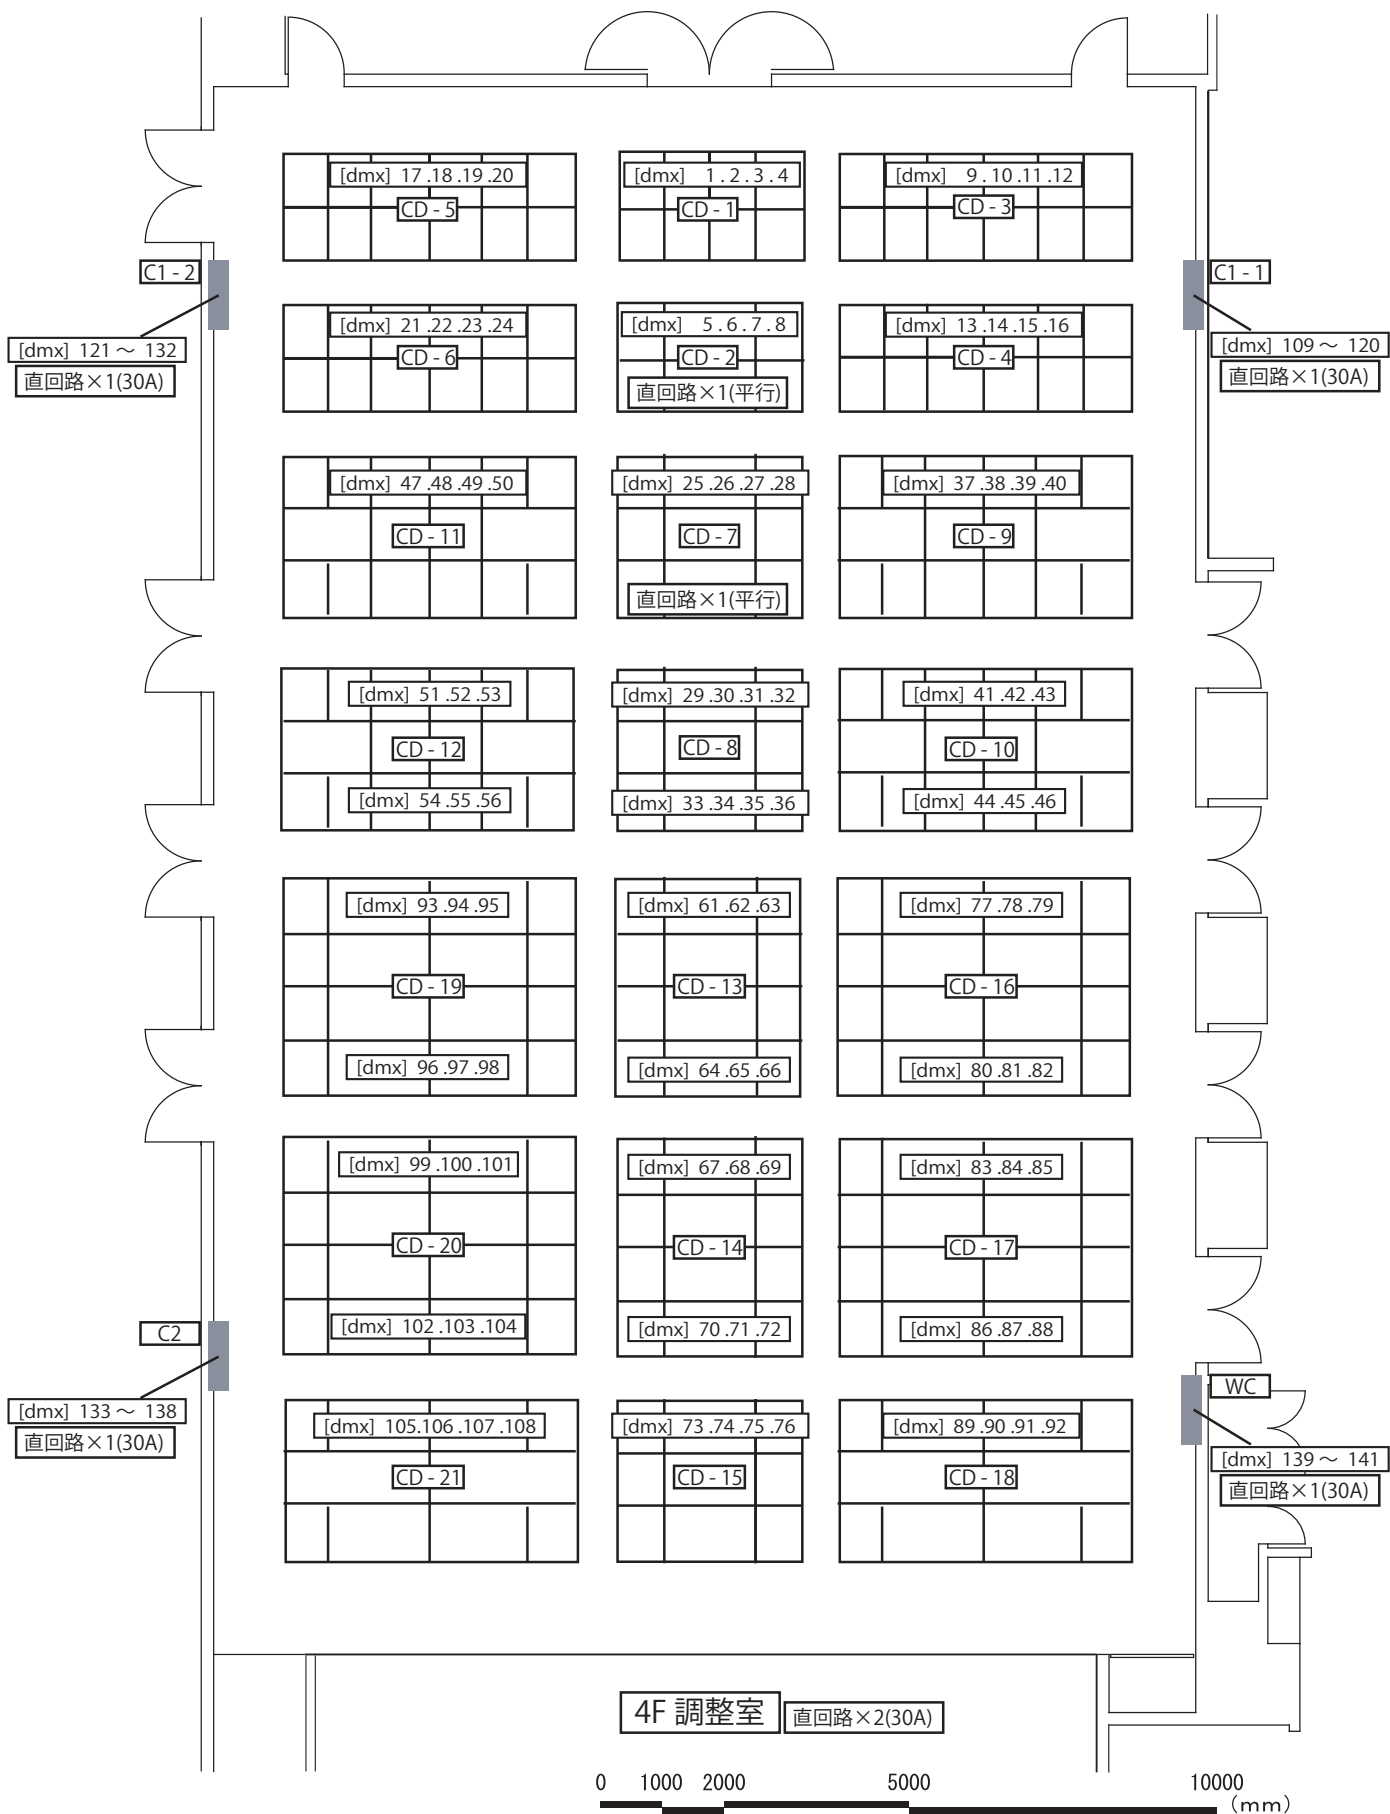 [dmx] 17 .18 .19 .20
CD - 5
[dmx] 1 . 2 . 3 . 4
CD - 1
[dmx] 9 . 10 .11 .12
CD - 3
C1 - 2
[dmx] 121 ～ 132
直回路×1(30A)
C1 - 1
[dmx] 109 ～ 120
直回路×1(30A)
[dmx] 21 .22 .23 .24
CD - 6
[dmx] 5 . 6 . 7 . 8
CD - 2
直回路×1(平行)
[dmx] 13 .14 .15 .16
CD - 4
[dmx] 47 .48 .49 .50
CD - 11
[dmx] 25 .26 .27 .28
CD - 7
直回路×1(平行)
[dmx] 37 .38 .39 .40
CD - 9
[dmx] 51 .52 .53
CD - 12
[dmx] 54 .55 .56
[dmx] 29 .30 .31 .32
CD - 8
[dmx] 33 .34 .35 .36
[dmx] 41 .42 .43
CD - 10
[dmx] 44 .45 .46
[dmx] 93 .94 .95
CD - 19
[dmx] 96 .97 .98
[dmx] 61 .62 .63
CD - 13
[dmx] 64 .65 .66
[dmx] 77 .78 .79
CD - 16
[dmx] 80 .81 .82
[dmx] 99 .100 .101
CD - 20
[dmx] 102 .103 .104
[dmx] 67 .68 .69
CD - 14
[dmx] 70 .71 .72
[dmx] 83 .84 .85
CD - 17
[dmx] 86 .87 .88
C2
[dmx] 133 ～ 138
直回路×1(30A)
WC
[dmx] 139 ～ 141
直回路×1(30A)
[dmx] 105.106 .107 .108
CD - 21
[dmx] 73 .74 .75 .76
CD - 15
[dmx] 89 .90 .91 .92
CD - 18
4F 調整室 直回路×2(30A)
0 1000 2000 5000 10000
(mm)